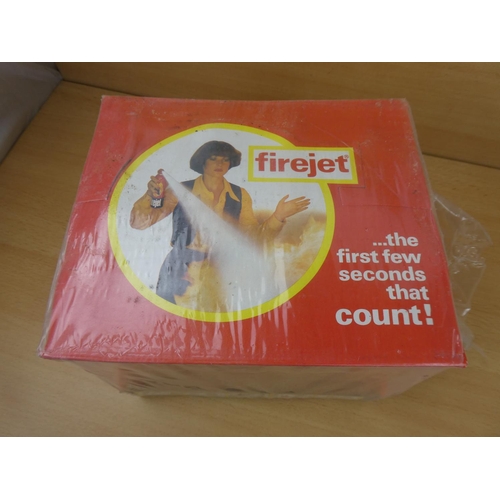 firejet
...the
first few
seconds
that
count!